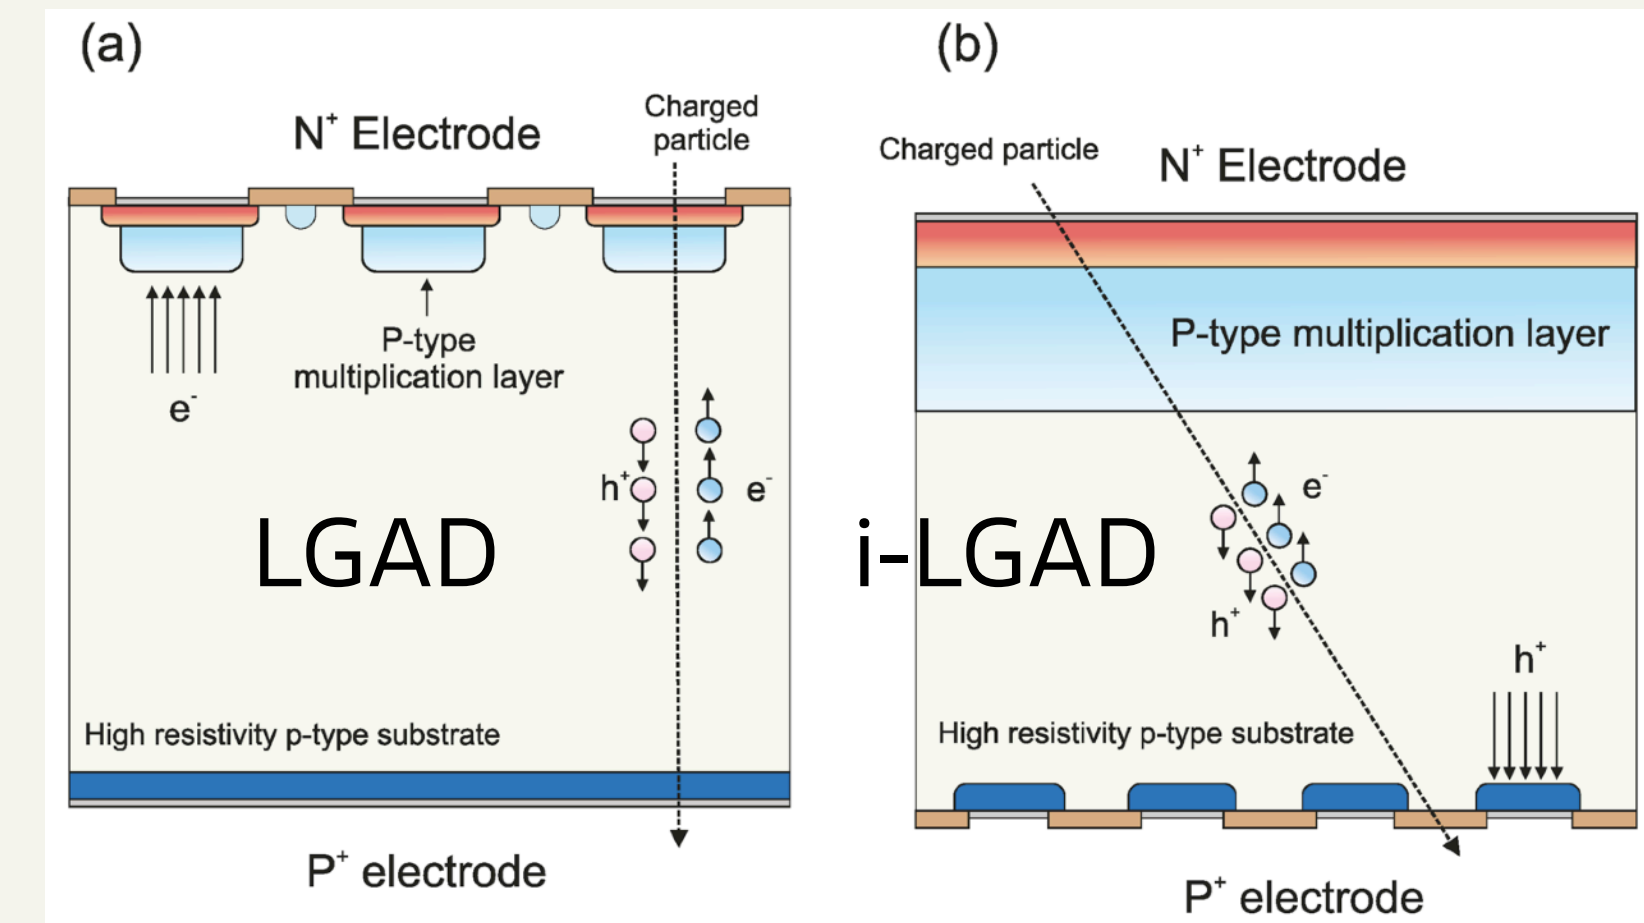 (a)
N⁺ Electrode
Charged
particle
P-type
multiplication layer
e⁻
h⁺
e⁻
LGAD
High resistivity p-type substrate
P⁺ electrode
(b)
Charged particle
N⁺ Electrode
P-type multiplication layer
e⁻
i-LGAD
h⁺
h⁺
High resistivity p-type substrate
P⁺ electrode